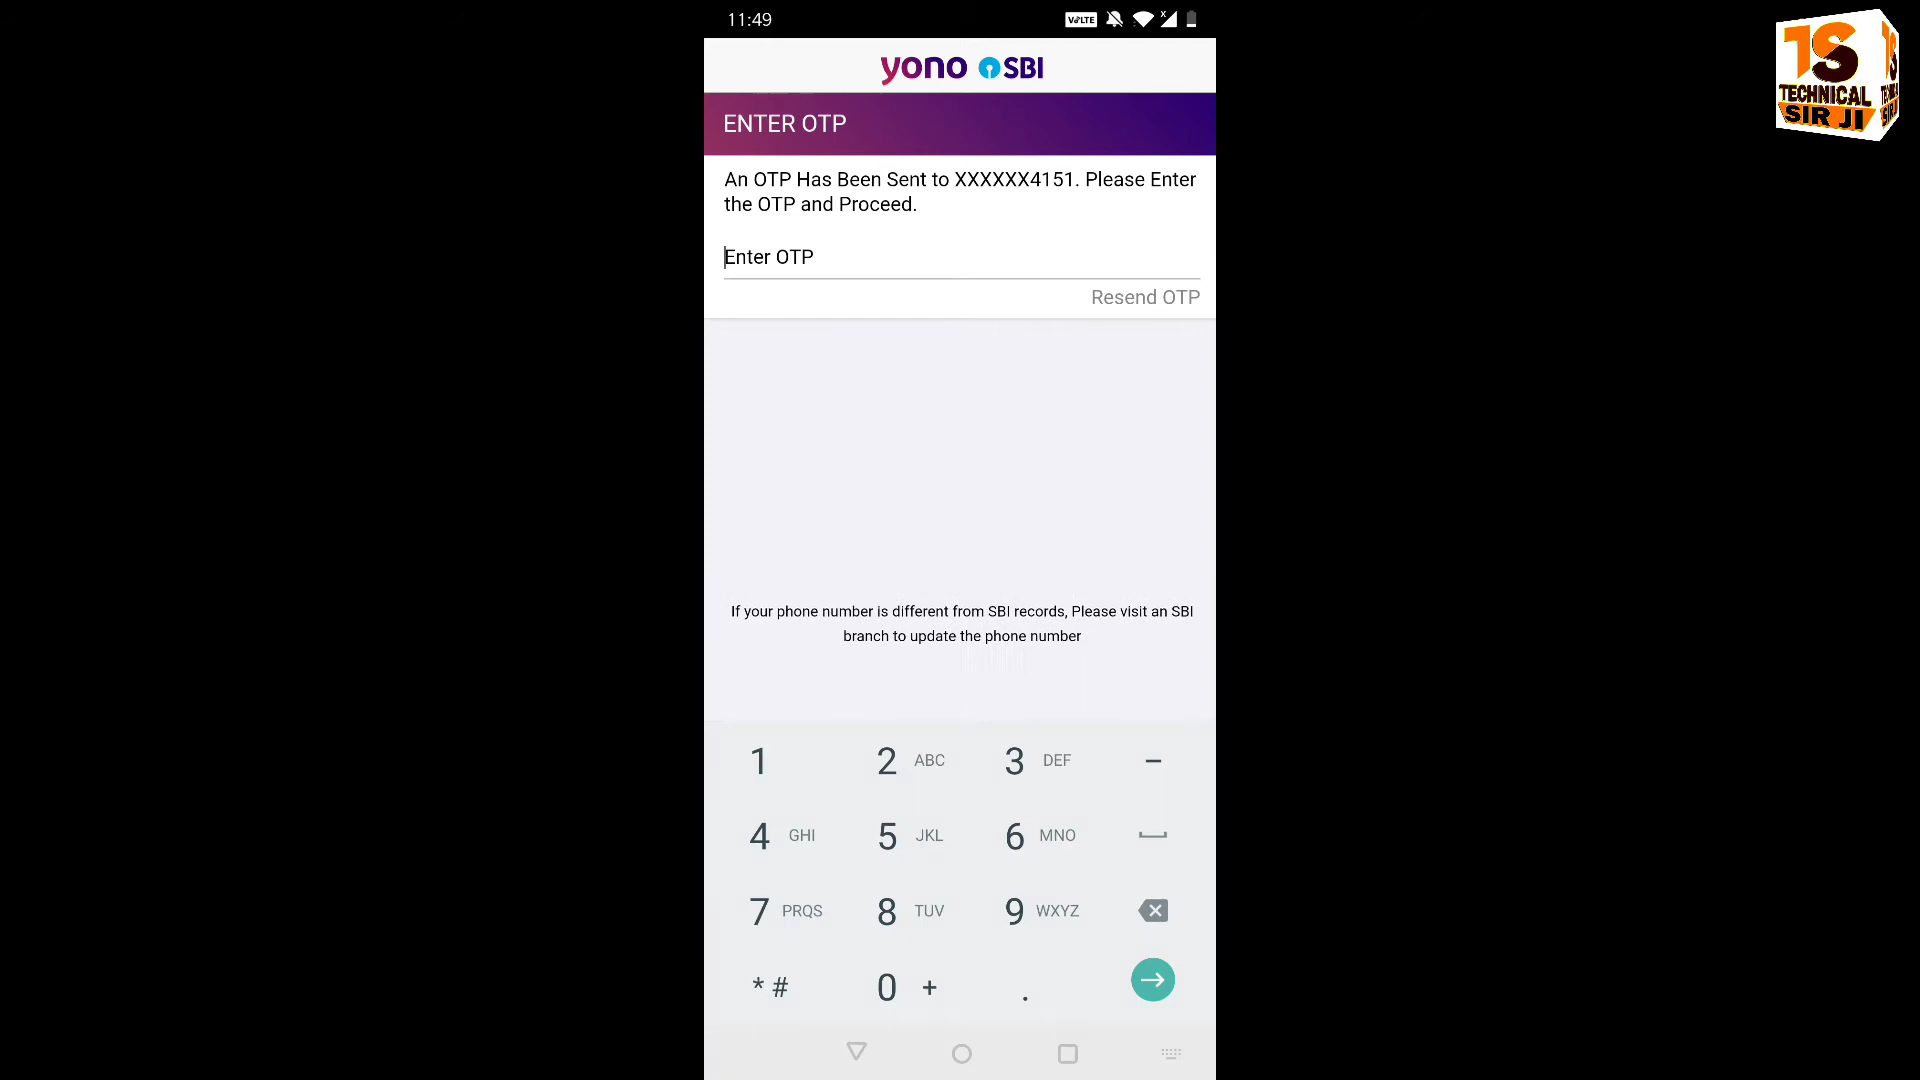 11:49
VoLTE
yono SBI
TS
TECHNICAL
SIR JI
ENTER OTP
An OTP Has Been Sent to XXXXXX4151. Please Enter
the OTP and Proceed.
Enter OTP
Resend OTP
If your phone number is different from SBI records, Please visit an SBI
branch to update the phone number
1 2 ABC 3 DEF –
4 GHI 5 JKL 6 MNO
7 PRQS 8 TUV 9 WXYZ
* # 0 + .